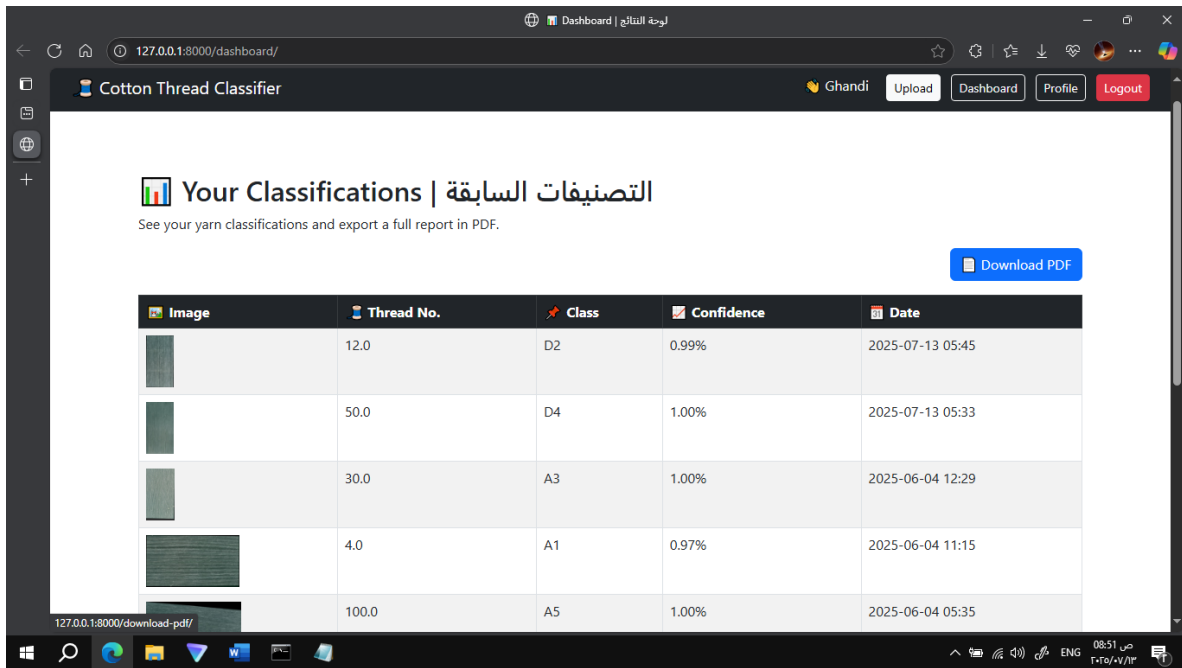 لوحة النتائج | Dashboard
127.0.0.1:8000/dashboard/
Cotton Thread Classifier
Ghandi
Upload
Dashboard
Profile
Logout
Your Classifications | التصنيفات السابقة
See your yarn classifications and export a full report in PDF.
Download PDF
Image Thread No. Class Confidence Date
12.0 D2 0.99% 2025-07-13 05:45
50.0 D4 1.00% 2025-07-13 05:33
30.0 A3 1.00% 2025-06-04 12:29
4.0 A1 0.97% 2025-06-04 11:15
100.0 A5 1.00% 2025-06-04 05:35
127.0.0.1:8000/download-pdf/
ENG
08:51 ص
٢٠٢٥/٠٧/١٣